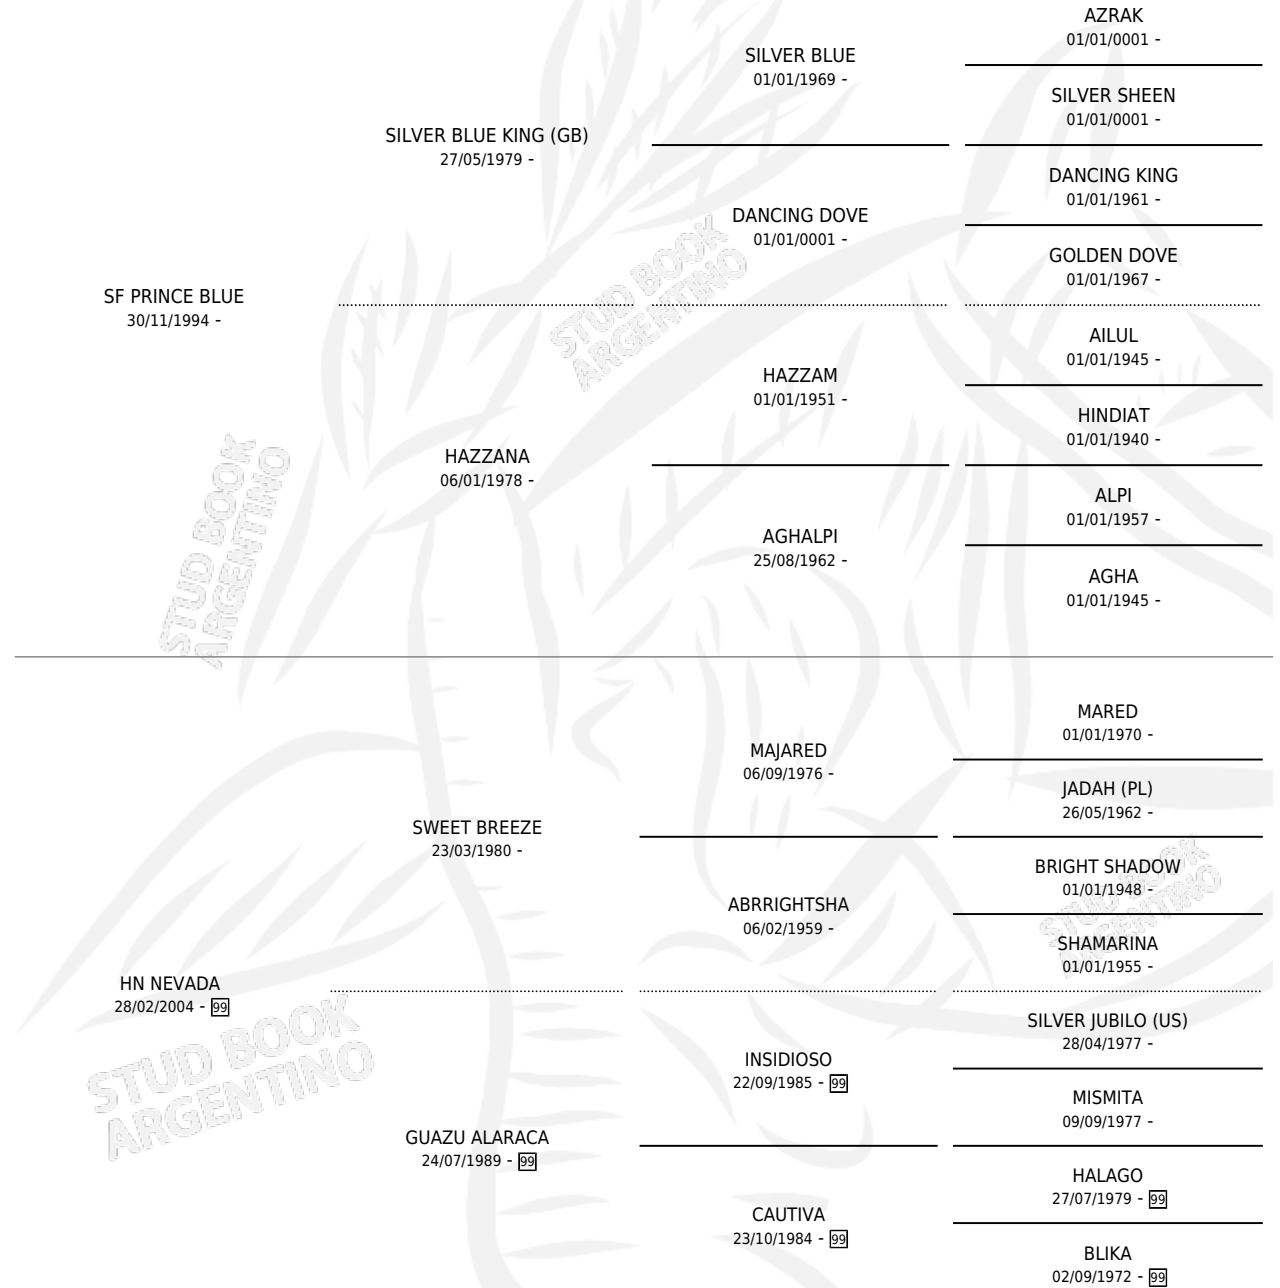 AZRAK
01/01/0001 -
SILVER BLUE
01/01/1969 -
SILVER SHEEN
01/01/0001 -
SILVER BLUE KING (GB)
27/05/1979 -
DANCING KING
01/01/1961 -
DANCING DOVE
01/01/0001 -
GOLDEN DOVE
01/01/1967 -
SF PRINCE BLUE
30/11/1994 -
AILUL
01/01/1945 -
HAZZAM
01/01/1951 -
HINDIAT
01/01/1940 -
HAZZANA
06/01/1978 -
ALPI
01/01/1957 -
AGHALPI
25/08/1962 -
AGHA
01/01/1945 -
MARED
01/01/1970 -
MAJARED
06/09/1976 -
JADAH (PL)
26/05/1962 -
SWEET BREEZE
23/03/1980 -
BRIGHT SHADOW
01/01/1948 -
ABRRIGHTSHA
06/02/1959 -
SHAMARINA
01/01/1955 -
HN NEVADA
28/02/2004 - 99
SILVER JUBILO (US)
28/04/1977 -
INSIDIOSO
22/09/1985 - 99
MISMITA
09/09/1977 -
GUAZU ALARACA
24/07/1989 - 99
HALAGO
27/07/1979 - 99
CAUTIVA
23/10/1984 - 99
BLIKA
02/09/1972 - 99
STUD BOOK
ARGENTINO
STUD BOOK
ARGENTINO
STUD BOOK
ARGENTINO
STUD BOOK
ARGENTINO